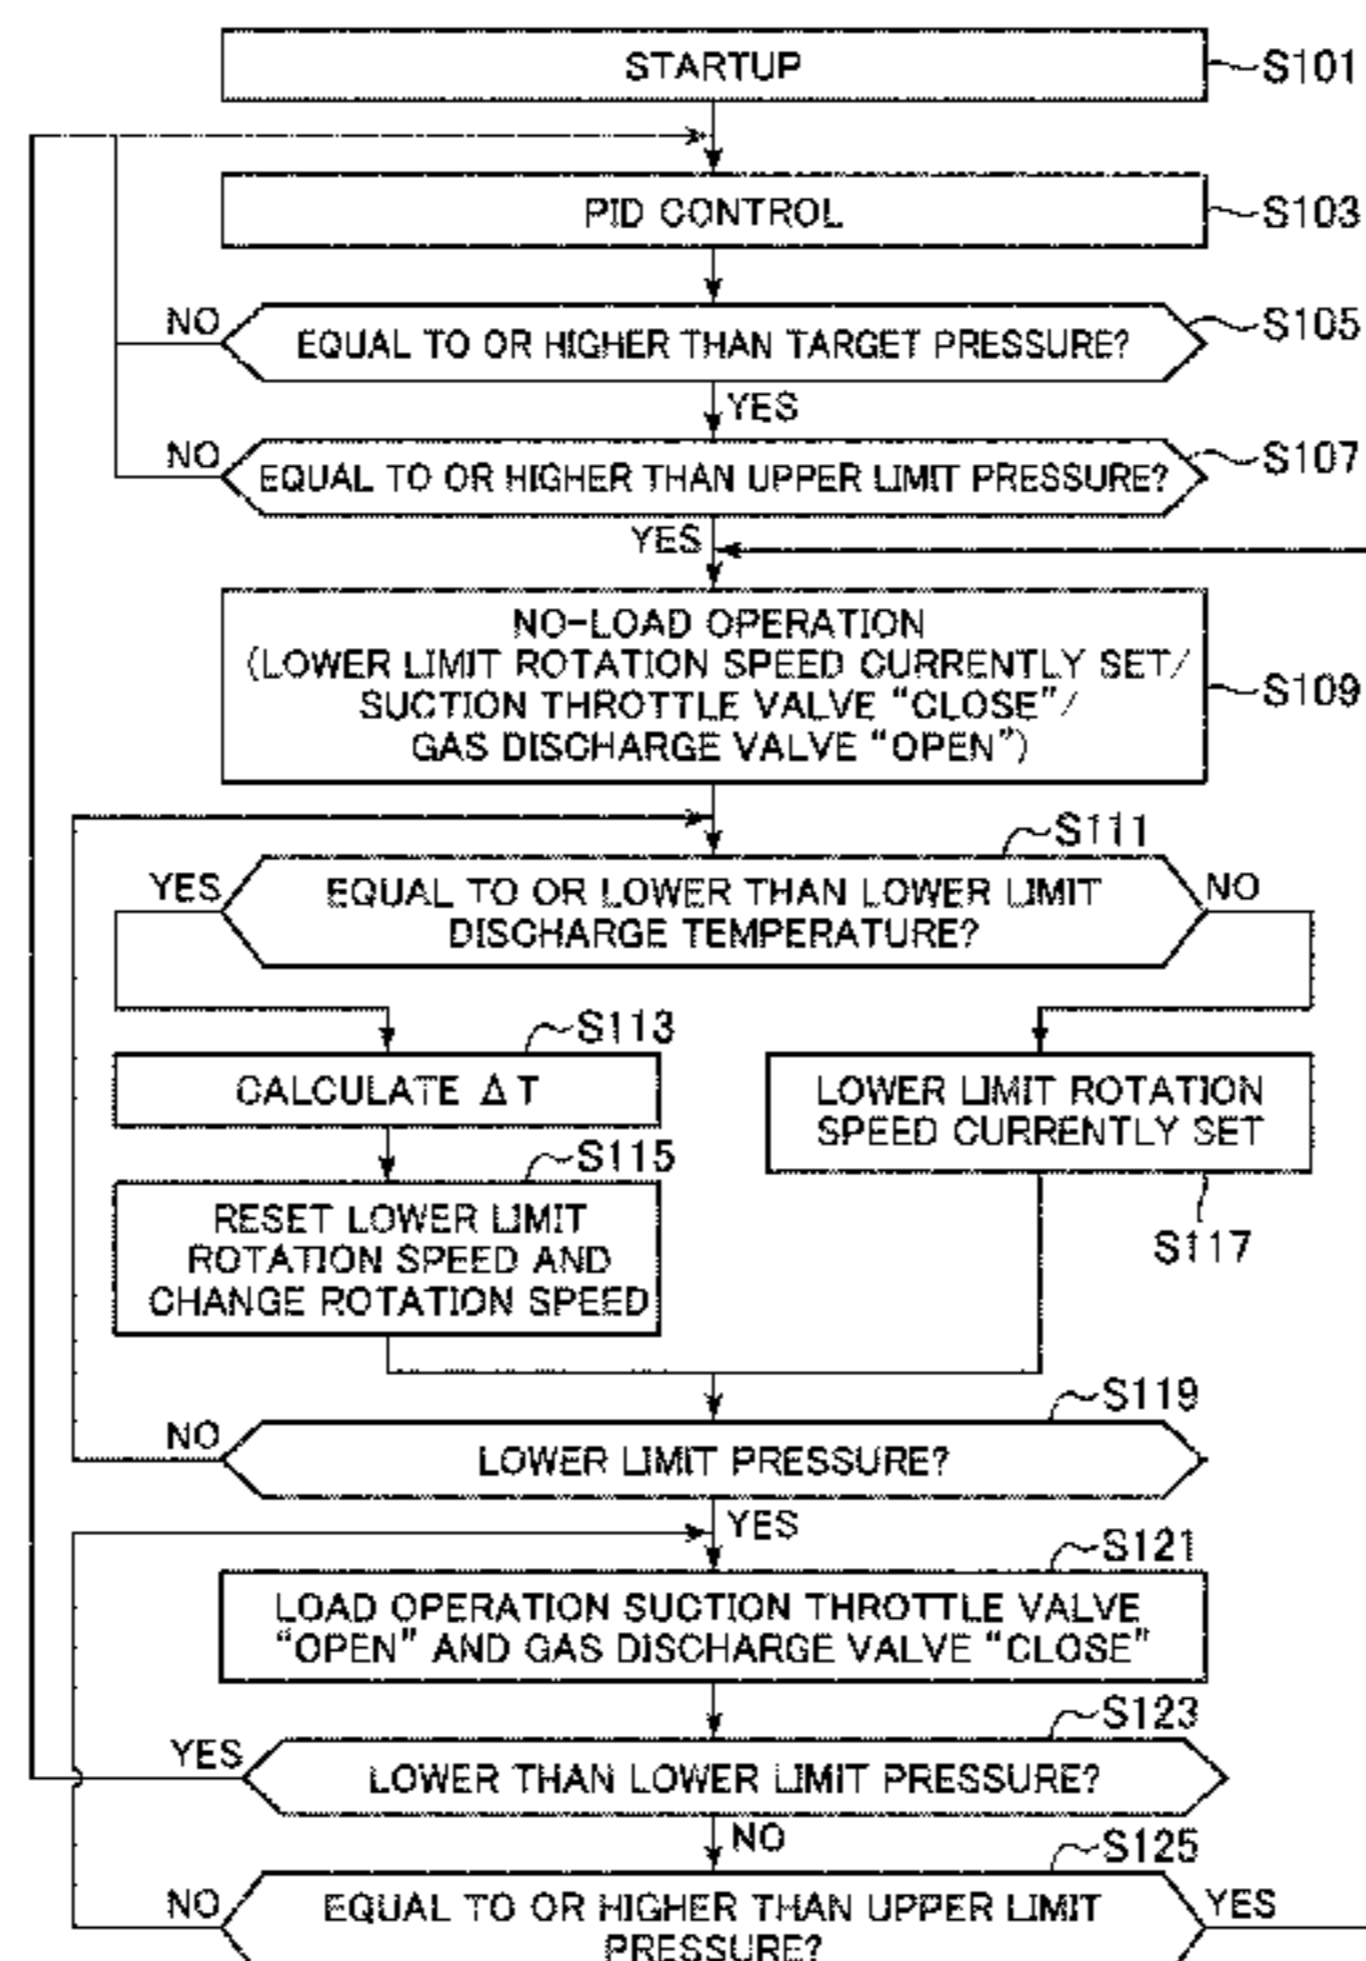 STARTUP
S101
PID CONTROL
S103
NO
EQUAL TO OR HIGHER THAN TARGET PRESSURE?
S105
YES
NO
EQUAL TO OR HIGHER THAN UPPER LIMIT PRESSURE?
S107
YES
NO-LOAD OPERATION
(LOWER LIMIT ROTATION SPEED CURRENTLY SET/
SUCTION THROTTLE VALVE “CLOSE”/
GAS DISCHARGE VALVE “OPEN”)
S109
S111
YES
EQUAL TO OR LOWER THAN LOWER LIMIT
DISCHARGE TEMPERATURE?
NO
S113
CALCULATE ΔT
LOWER LIMIT ROTATION
SPEED CURRENTLY SET
S115
RESET LOWER LIMIT
ROTATION SPEED AND
CHANGE ROTATION SPEED
S117
S119
NO
LOWER LIMIT PRESSURE?
YES
S121
LOAD OPERATION SUCTION THROTTLE VALVE
“OPEN” AND GAS DISCHARGE VALVE “CLOSE”
S123
YES
LOWER THAN LOWER LIMIT PRESSURE?
NO
S125
NO
EQUAL TO OR HIGHER THAN UPPER LIMIT
PRESSURE?
YES